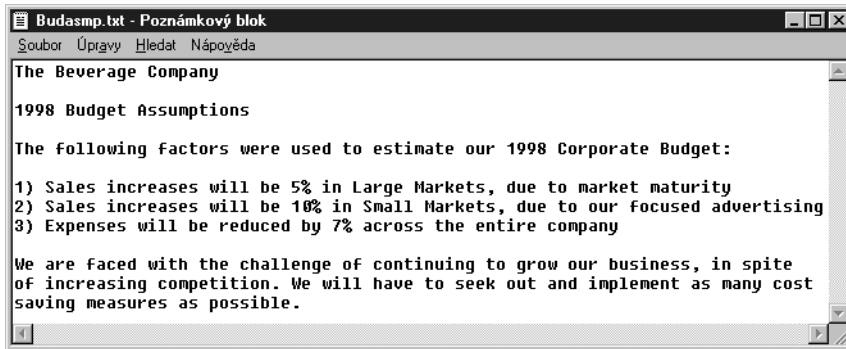 Budasmp.txt - Poznámkový blok
Soubor Úpravy Hledat Nápověda
The Beverage Company
1998 Budget Assumptions
The following factors were used to estimate our 1998 Corporate Budget:
1) Sales increases will be 5% in Large Markets, due to market maturity
2) Sales increases will be 10% in Small Markets, due to our focused advertising
3) Expenses will be reduced by 7% across the entire company
We are faced with the challenge of continuing to grow our business, in spite
of increasing competition. We will have to seek out and implement as many cost
saving measures as possible.